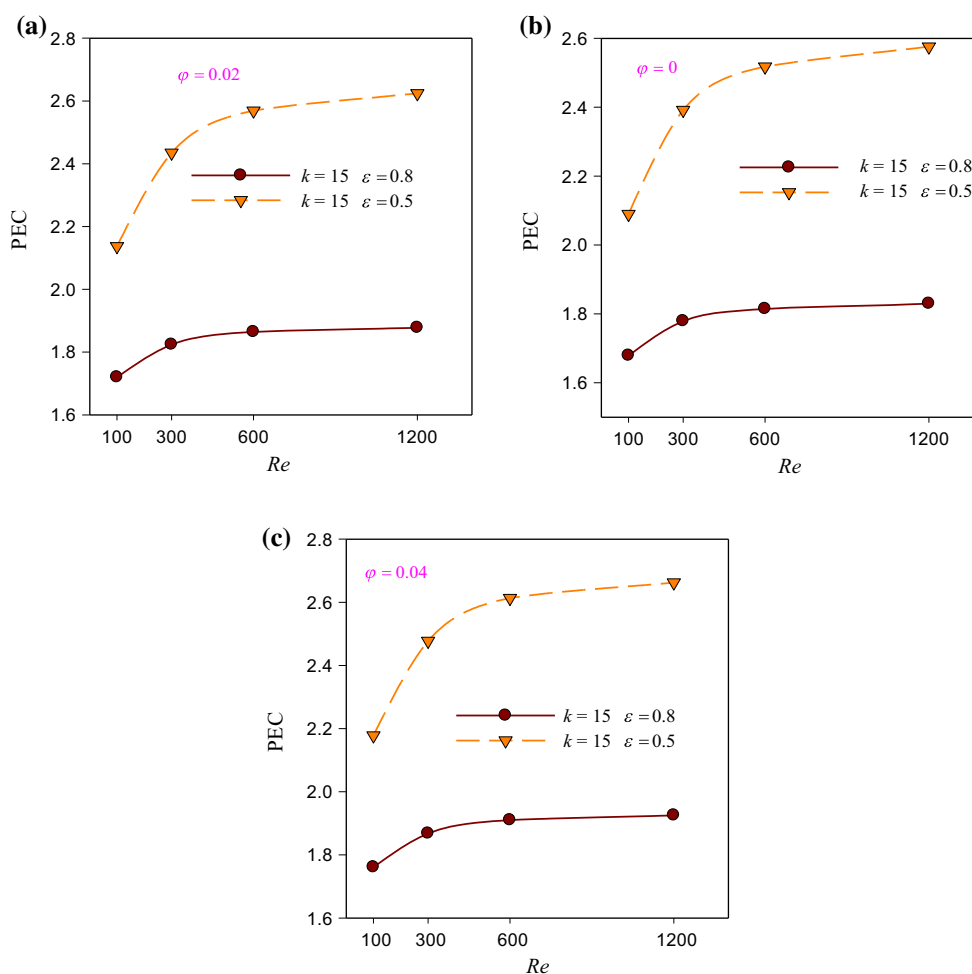 (a)
2.8
2.6
2.4
2.2
2.0
1.8
1.6
PEC
φ = 0.02
k = 15 ε = 0.8
k = 15 ε = 0.5
100 300 600 1200
Re
(b)
2.6
2.4
2.2
2.0
1.8
1.6
PEC
φ = 0
k = 15 ε = 0.8
k = 15 ε = 0.5
100 300 600 1200
Re
(c)
2.8
2.6
2.4
2.2
2.0
1.8
1.6
PEC
φ = 0.04
k = 15 ε = 0.8
k = 15 ε = 0.5
100 300 600 1200
Re